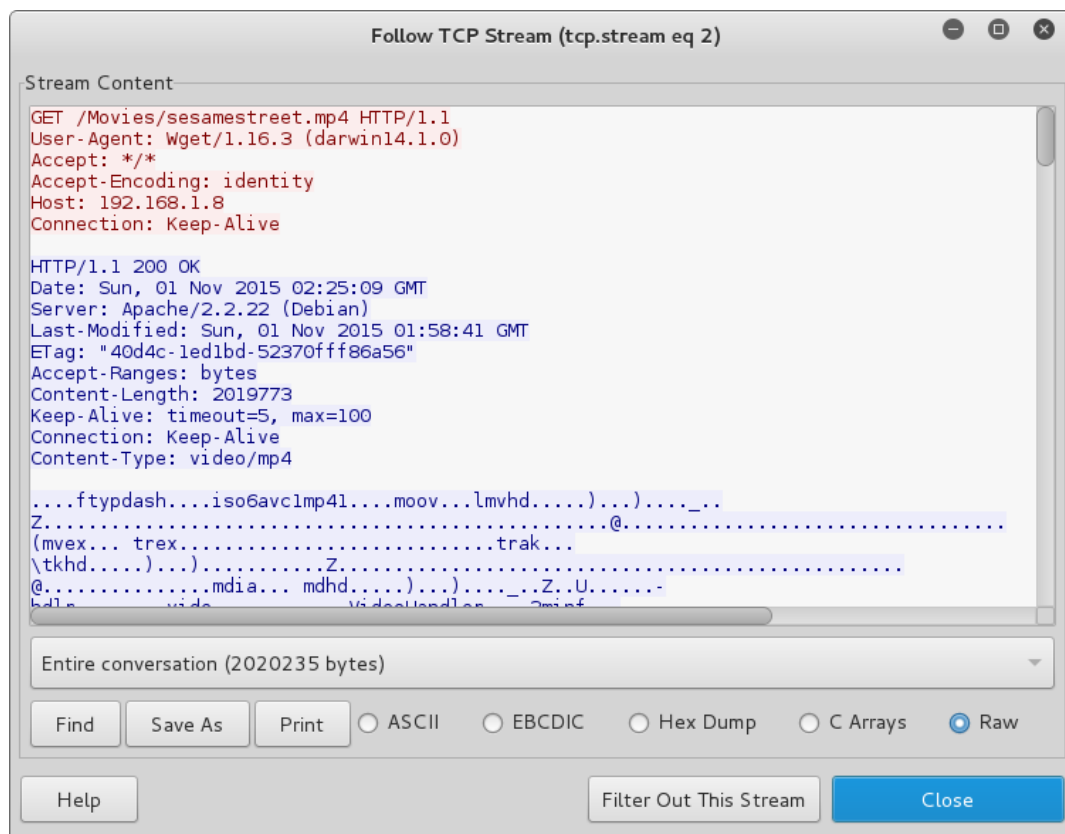 Follow TCP Stream (tcp.stream eq 2)
Stream Content
GET /Movies/sesamestreet.mp4 HTTP/1.1
User-Agent: Wget/1.16.3 (darwin14.1.0)
Accept: */*
Accept-Encoding: identity
Host: 192.168.1.8
Connection: Keep-Alive
HTTP/1.1 200 OK
Date: Sun, 01 Nov 2015 02:25:09 GMT
Server: Apache/2.2.22 (Debian)
Last-Modified: Sun, 01 Nov 2015 01:58:41 GMT
ETag: "40d4c-1ed1bd-52370fff86a56"
Accept-Ranges: bytes
Content-Length: 2019773
Keep-Alive: timeout=5, max=100
Connection: Keep-Alive
Content-Type: video/mp4
....ftypdash....iso6avc1mp41....moov...lmvhd.....)...)...._..
Z..................................................@..................................
(mvex... trex............................trak...
\tkhd.....)...)...........Z..................................................
@...............mdia... mdhd.....)...)...._..Z..U......-
hdlr........vide............VideoHandler....?minf...
Entire conversation (2020235 bytes)
Find
Save As
Print
ASCII
EBCDIC
Hex Dump
C Arrays
Raw
Help
Filter Out This Stream
Close